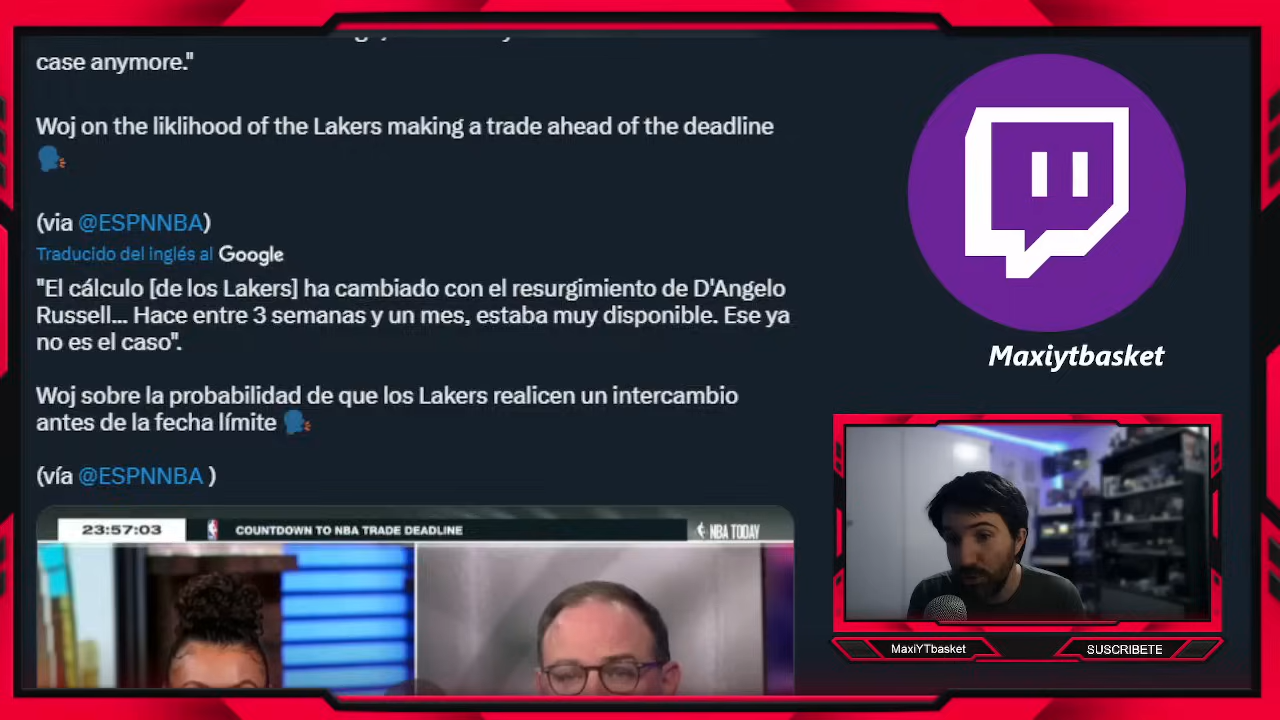 case anymore."
Woj on the liklihood of the Lakers making a trade ahead of the deadline
(via @ESPNNBA)
Traducido del inglés al Google
"El cálculo [de los Lakers] ha cambiado con el resurgimiento de D'Angelo
Russell... Hace entre 3 semanas y un mes, estaba muy disponible. Ese ya
no es el caso".
Woj sobre la probabilidad de que los Lakers realicen un intercambio
antes de la fecha límite
(vía @ESPNNBA )
23:57:03
COUNTDOWN TO NBA TRADE DEADLINE
NBA TODAY
Maxiytbasket
MaxiYTbasket
SUSCRIBETE